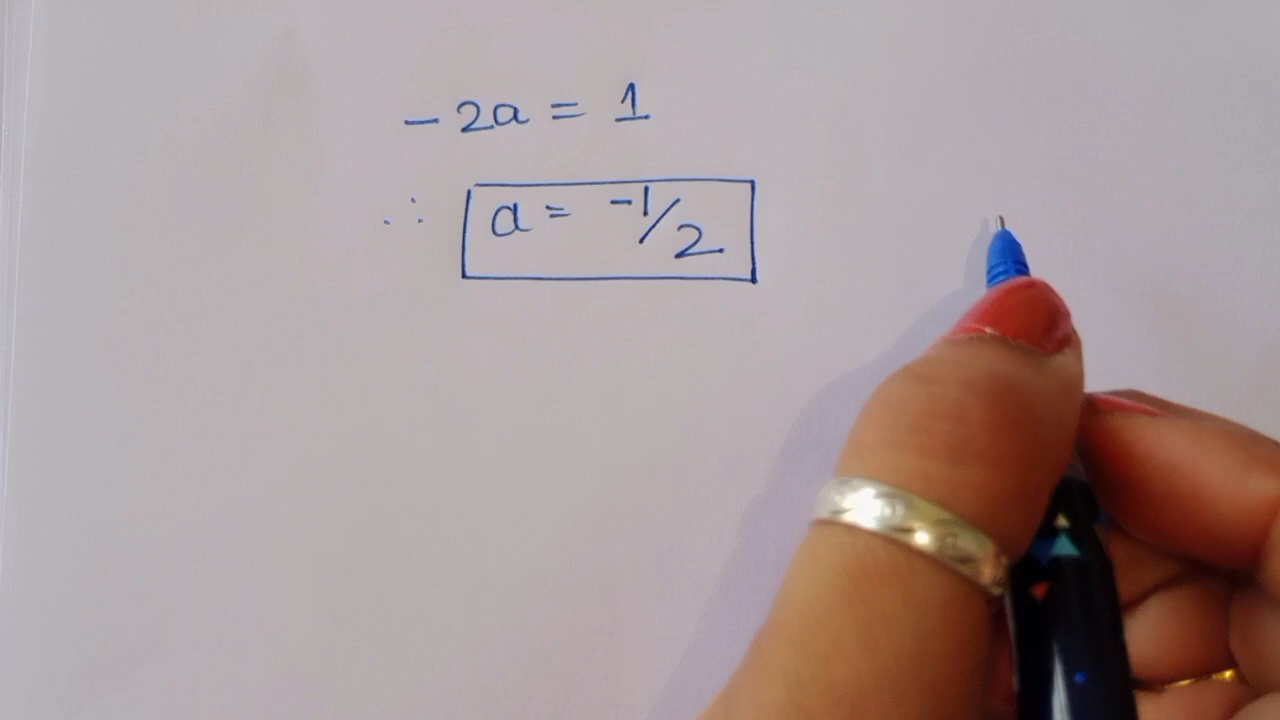 - 2a = 1
∴ a = -1/2